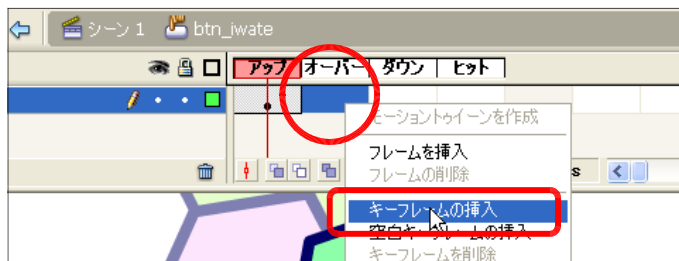 シーン 1 btn_iwate
アップ オーバー ダウン ヒット
モーショントゥイーンを作成
フレームを挿入
フレームの削除
s
キーフレームの挿入
空白キーフレームの挿入
キーフレームを削除